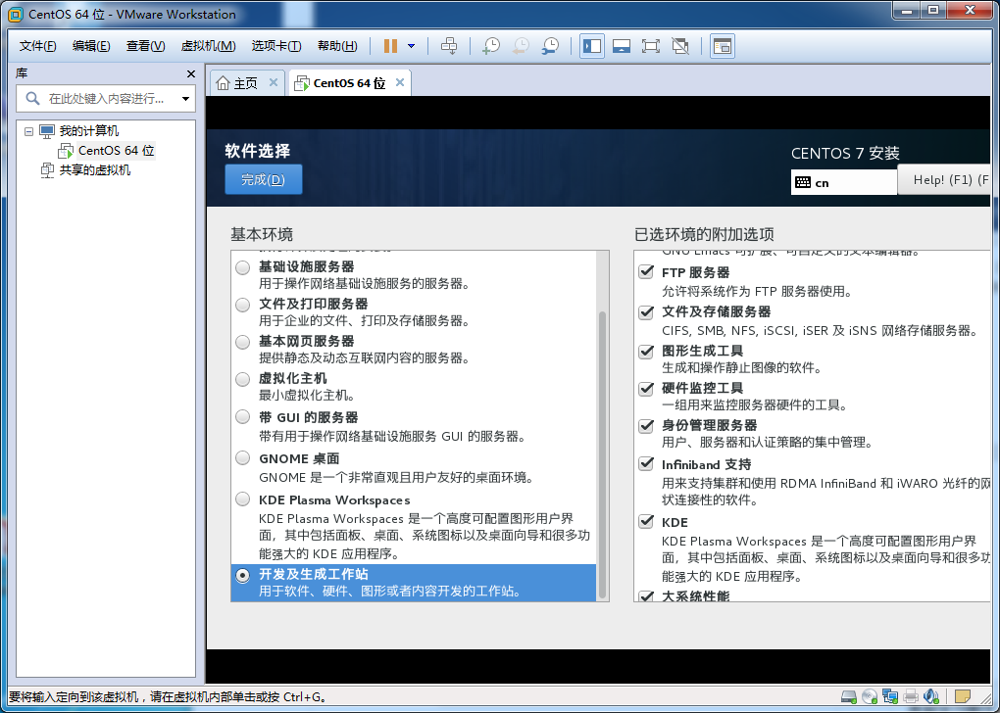 CentOS 64 位 - VMware Workstation
文件(F) 编辑(E) 查看(V) 虚拟机(M) 选项卡(T) 帮助(H)
库
在此处键入内容进行...
我的计算机
CentOS 64 位
共享的虚拟机
主页
CentOS 64 位
软件选择
完成(D)
CENTOS 7 安装
cn
Help! (F1) (F
基本环境
基础设施服务器
用于操作网络基础设施服务的服务器。
文件及打印服务器
用于企业的文件、打印及存储服务器。
基本网页服务器
提供静态及动态互联网内容的服务器。
虚拟化主机
最小虚拟化主机。
带 GUI 的服务器
带有用于操作网络基础设施服务 GUI 的服务器。
GNOME 桌面
GNOME 是一个非常直观且用户友好的桌面环境。
KDE Plasma Workspaces
KDE Plasma Workspaces 是一个高度可配置图形用户界
面，其中包括面板、桌面、系统图标以及桌面向导和很多功
能强大的 KDE 应用程序。
开发及生成工作站
用于软件、硬件、图形或者内容开发的工作站。
已选环境的附加选项
GNU Emacs 可扩展、可自定义的文本编辑器。
FTP 服务器
允许将系统作为 FTP 服务器使用。
文件及存储服务器
CIFS, SMB, NFS, iSCSI, iSER 及 iSNS 网络存储服务器。
图形生成工具
生成和操作静止图像的软件。
硬件监控工具
一组用来监控服务器硬件的工具。
身份管理服务器
用户、服务器和认证策略的集中管理。
Infiniband 支持
用来支持集群和使用 RDMA InfiniBand 和 iWARO 光纤的网
状连接性的软件。
KDE
KDE Plasma Workspaces 是一个高度可配置图形用户界
面，其中包括面板、桌面、系统图标以及桌面向导和很多功
能强大的 KDE 应用程序。
大系统性能
要将输入定向到该虚拟机，请在虚拟机内部单击或按 Ctrl+G。